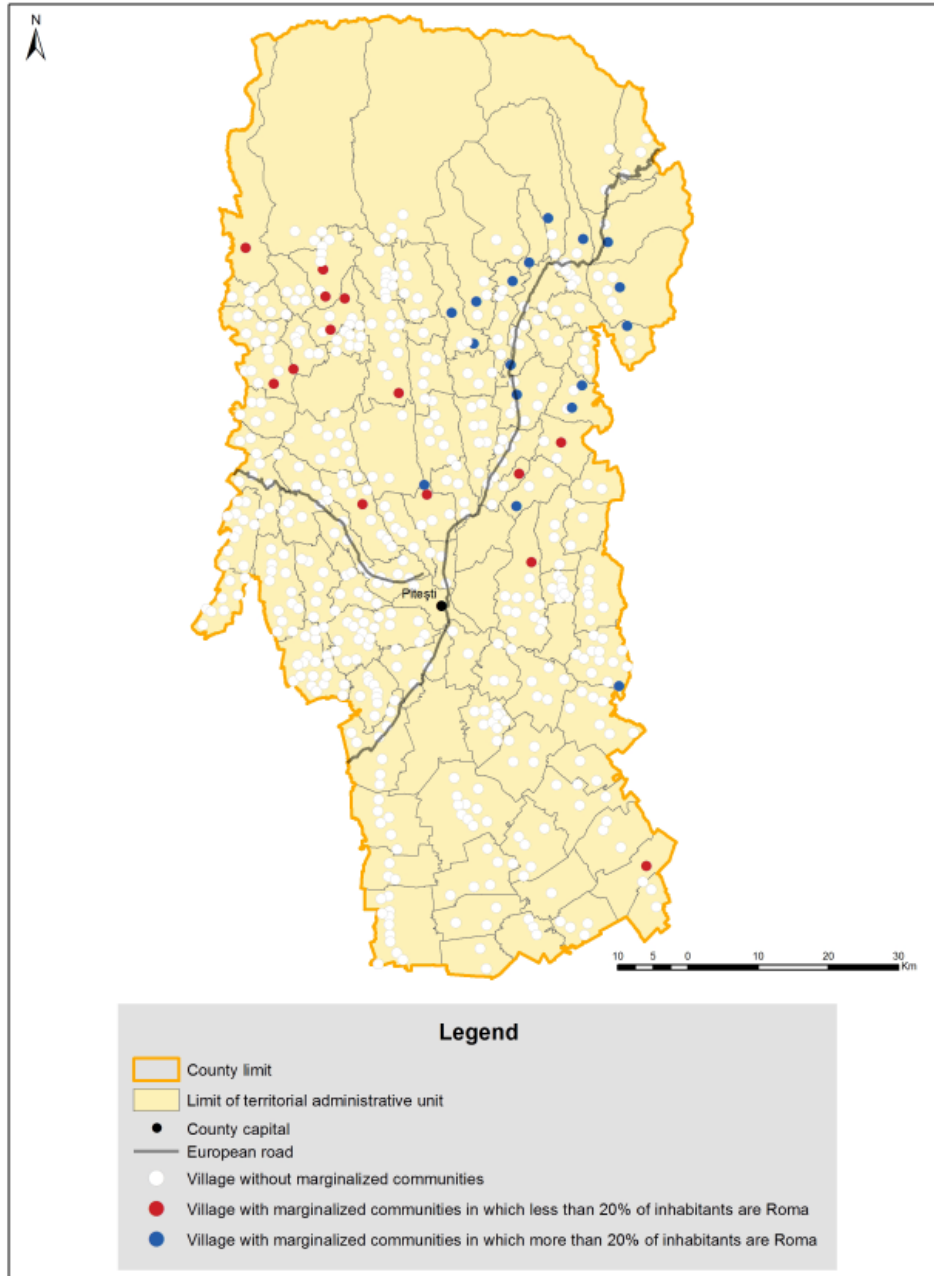 N
Piteşti
10 5 0 10 20 30
Km
Legend
County limit
Limit of territorial administrative unit
County capital
European road
Village without marginalized communities
Village with marginalized communities in which less than 20% of inhabitants are Roma
Village with marginalized communities in which more than 20% of inhabitants are Roma